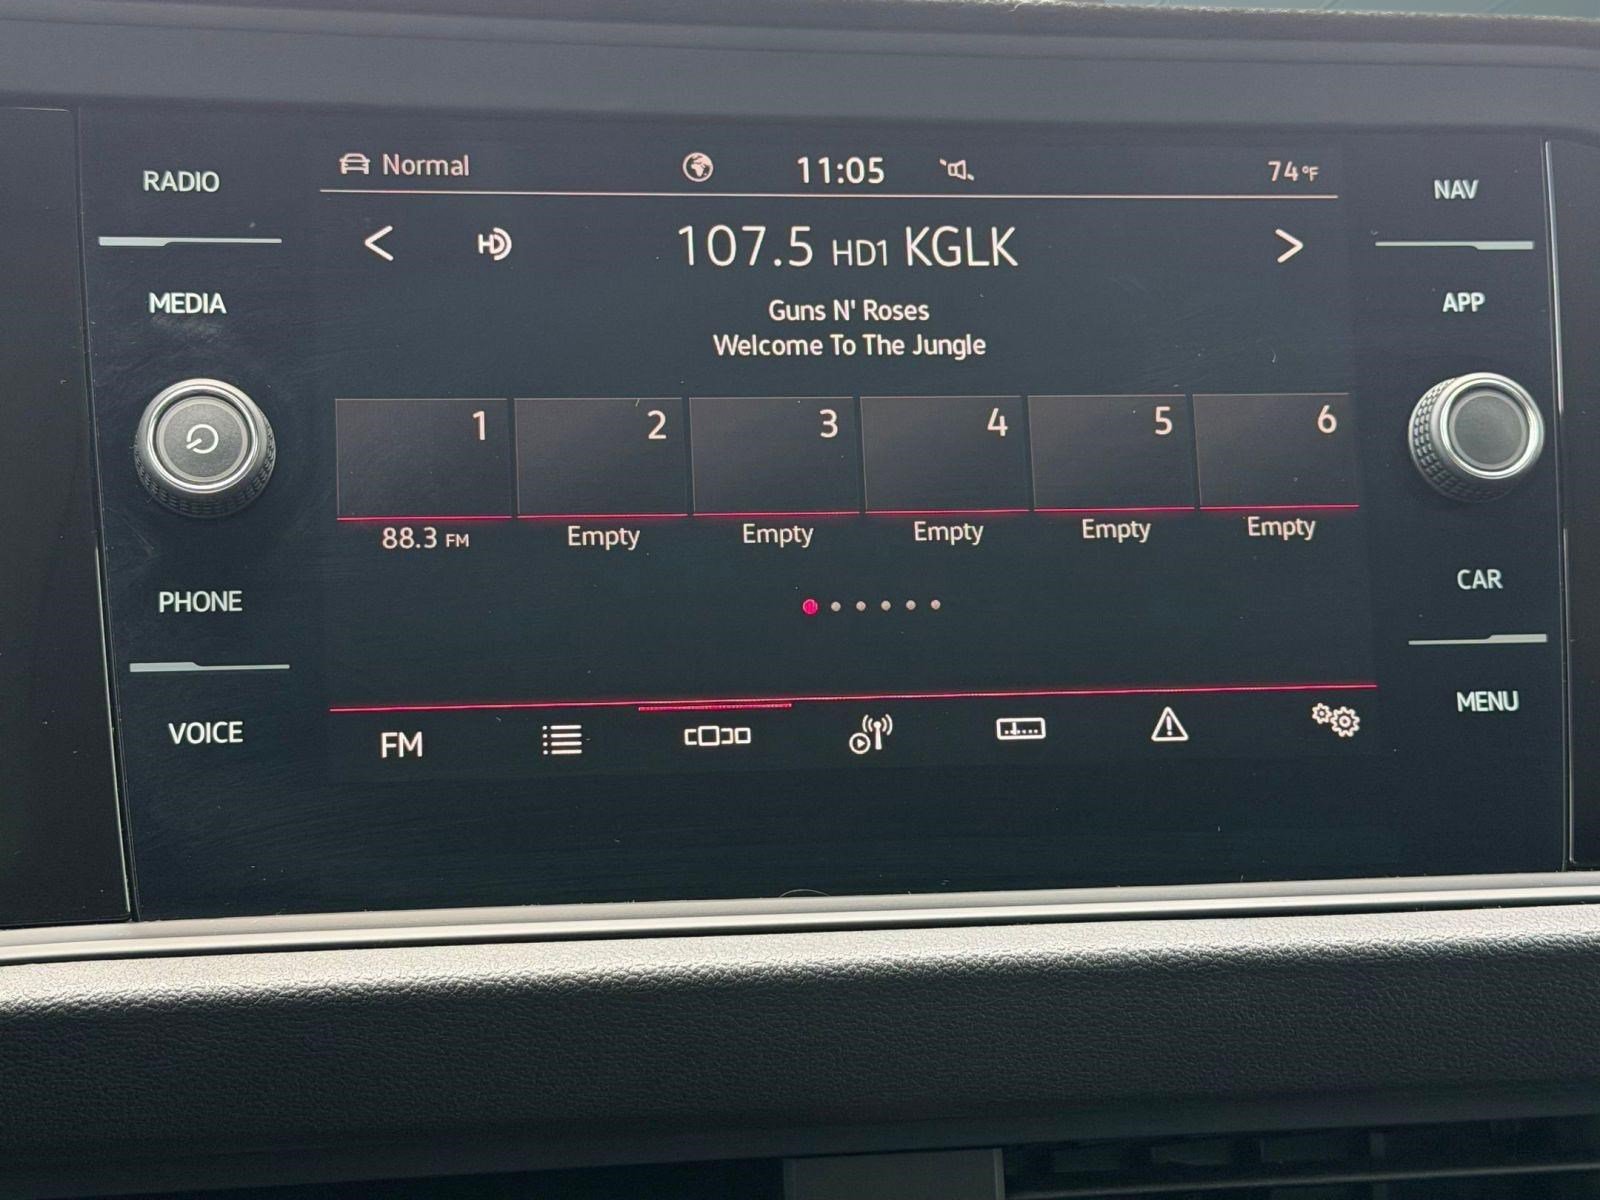 RADIO
MEDIA
PHONE
VOICE
Normal
11:05
74°F
HD
107.5 HD1 KGLK
Guns N' Roses
Welcome To The Jungle
1
2
3
4
5
6
88.3 FM
Empty
Empty
Empty
Empty
Empty
FM
NAV
APP
CAR
MENU